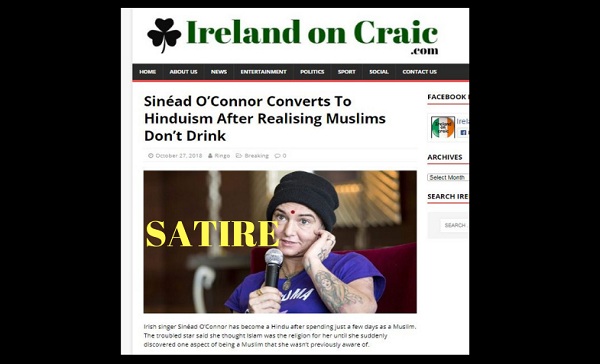 Ireland on Craic
.com
HOME ABOUT US NEWS ENTERTAINMENT POLITICS SPORT SOCIAL CONTACT US
Sinéad O'Connor Converts To
Hinduism After Realising Muslims
Don't Drink
October 27, 2018 Ringo Breaking 0
SATIRE
Irish singer Sinéad O'Connor has become a Hindu after spending just a few days as a Muslim.
The troubled star said she thought Islam was the religion for her until she suddenly
discovered one aspect of being a Muslim that she wasn't previously aware of.
FACEBOOK
ARCHIVES
Select Month
SEARCH
SEARCH